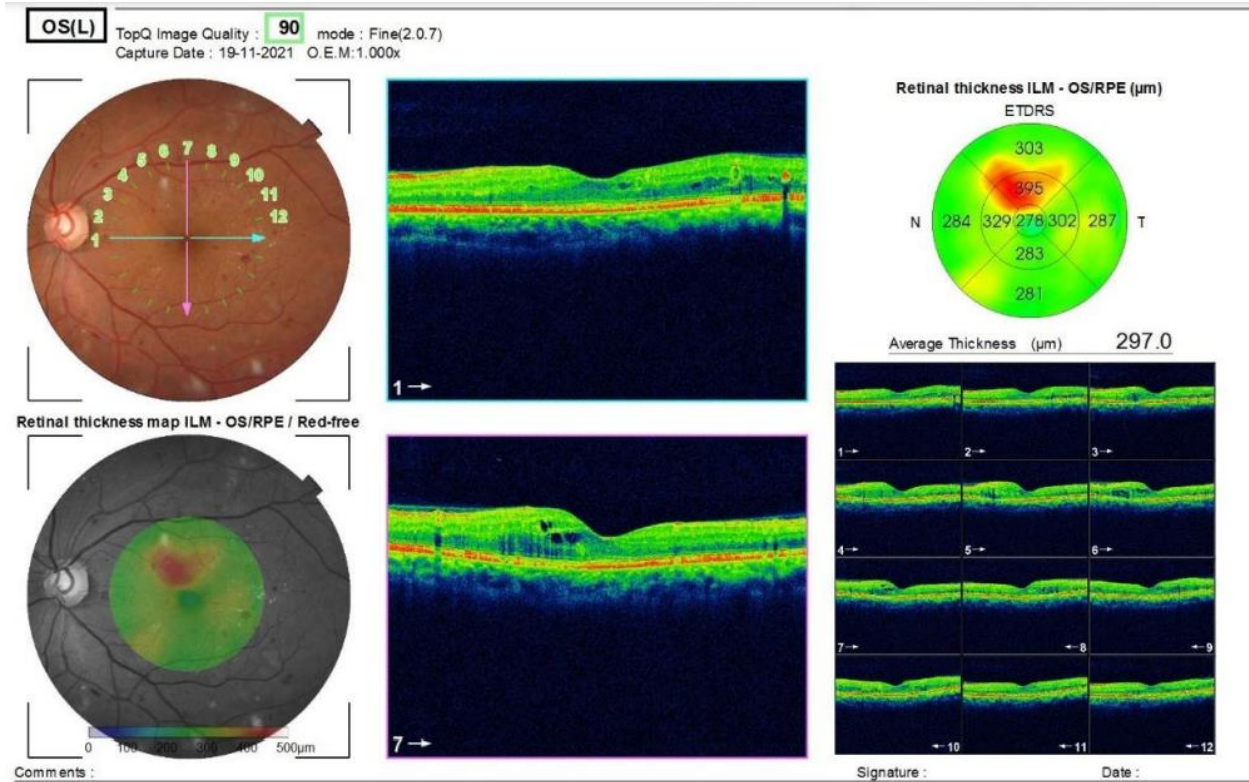 OS(L)
TopQ Image Quality : 90 mode : Fine(2.0.7)
Capture Date : 19-11-2021 O.E.M:1.000x
1
2
3
4
5
6
7
8
9
10
11
12
1 →
Retinal thickness ILM - OS/RPE (µm)
ETDRS
303
395
N 284 329 278 302 287 T
283
281
Average Thickness (µm) 297.0
Retinal thickness map ILM - OS/RPE / Red-free
0 100 200 300 400 500µm
7 →
1 → 2 → 3 →
4 → 5 → 6 →
7 → ← 8 ← 9
← 10 ← 11 ← 12
Comments :
Signature : Date :